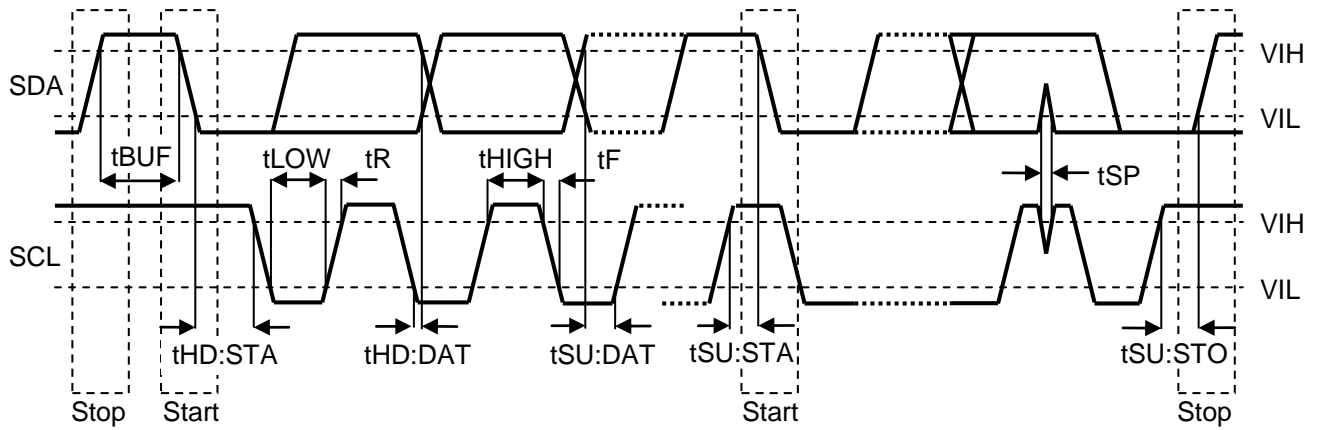 VIH
SDA
VIL
tBUF
tLOW
tR
tHIGH
tF
tSP
VIH
SCL
VIL
tHD:STA
tHD:DAT
tSU:DAT
tSU:STA
tSU:STO
Stop
Start
Start
Stop